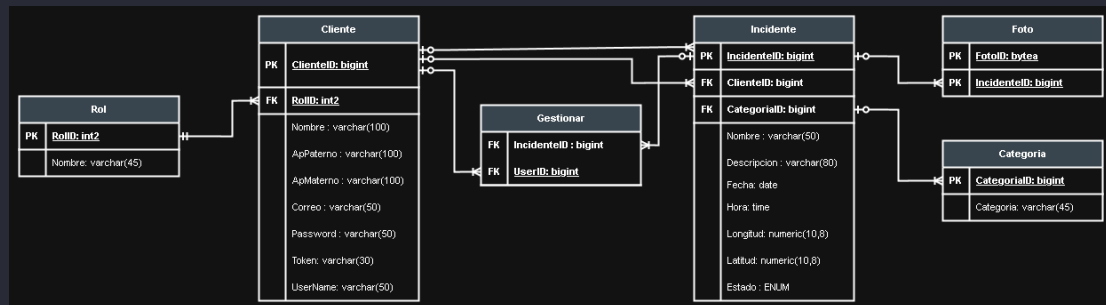 Rol
PK RolID: int2
Nombre: varchar(45)
Cliente
PK ClienteID: bigint
FK RolID: int2
Nombre : varchar(100)
ApPaterno : varchar(100)
ApMaterno : varchar(100)
Correo : varchar(50)
Password : varchar(50)
Token: varchar(30)
UserName: varchar(50)
Gestionar
FK IncidenteID : bigint
FK UserID: bigint
Incidente
PK IncidenteID: bigint
FK ClienteID: bigint
FK CategoriaID: bigint
Nombre : varchar(50)
Descripcion : varchar(80)
Fecha: date
Hora: time
Longitud: numeric(10,8)
Latitud: numeric(10,8)
Estado : ENUM
Foto
PK FotoID: bytea
PK IncidenteID: bigint
Categoria
PK CategoriaID: bigint
Categoria: varchar(45)